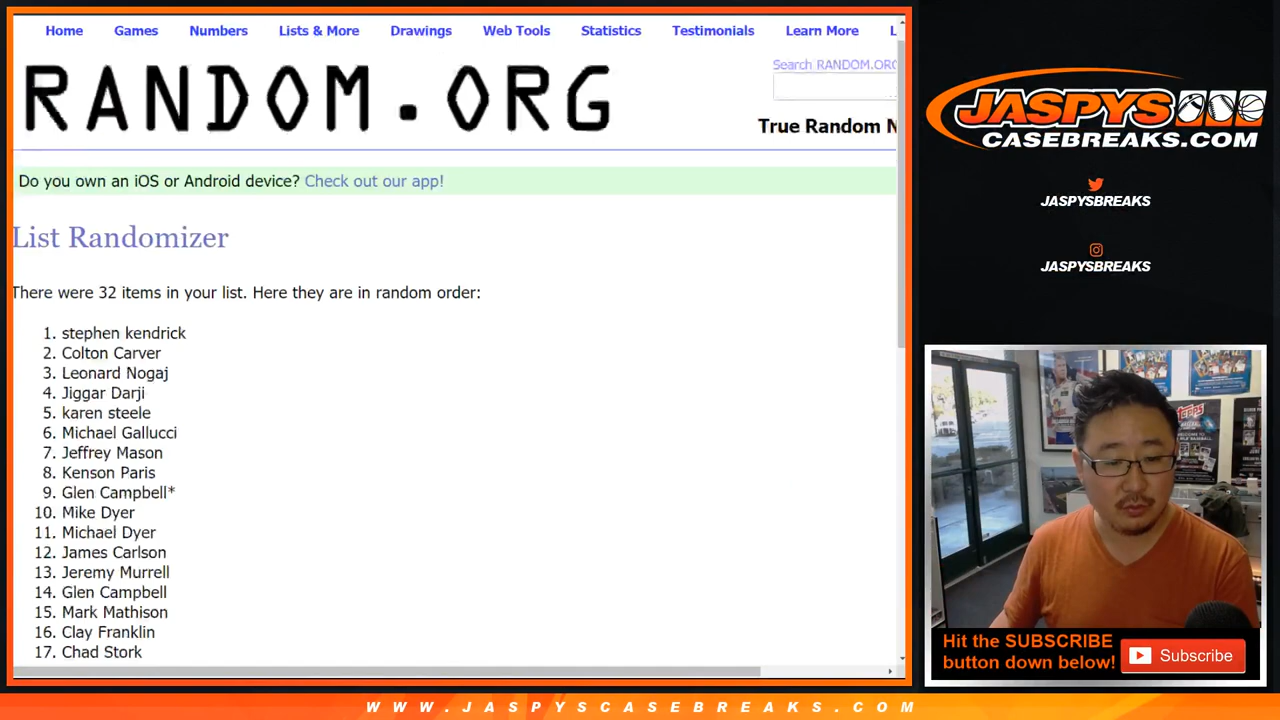 Home Games Numbers Lists & More Drawings Web Tools Statistics Testimonials Learn More L
RANDOM.ORG
Search RANDOM.ORG
True Random N
Do you own an iOS or Android device? Check out our app!
List Randomizer
There were 32 items in your list. Here they are in random order:
1. stephen kendrick
2. Colton Carver
3. Leonard Nogaj
4. Jiggar Darji
5. karen steele
6. Michael Gallucci
7. Jeffrey Mason
8. Kenson Paris
9. Glen Campbell*
10. Mike Dyer
11. Michael Dyer
12. James Carlson
13. Jeremy Murrell
14. Glen Campbell
15. Mark Mathison
16. Clay Franklin
17. Chad Stork
JASPYS
CASEBREAKS.COM
JASPYSBREAKS
JASPYSBREAKS
TOPPS
Hit the SUBSCRIBE
button down below!
Subscribe
WWW.JASPYSCASEBREAKS.COM